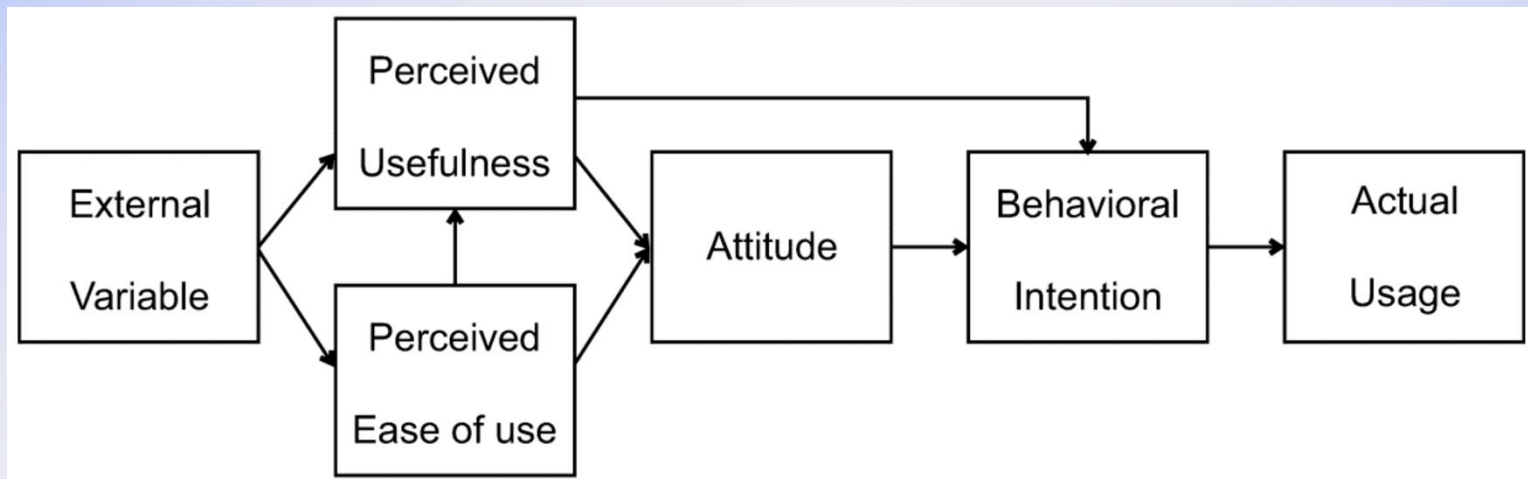 External
Variable
Perceived
Usefulness
Perceived
Ease of use
Attitude
Behavioral
Intention
Actual
Usage